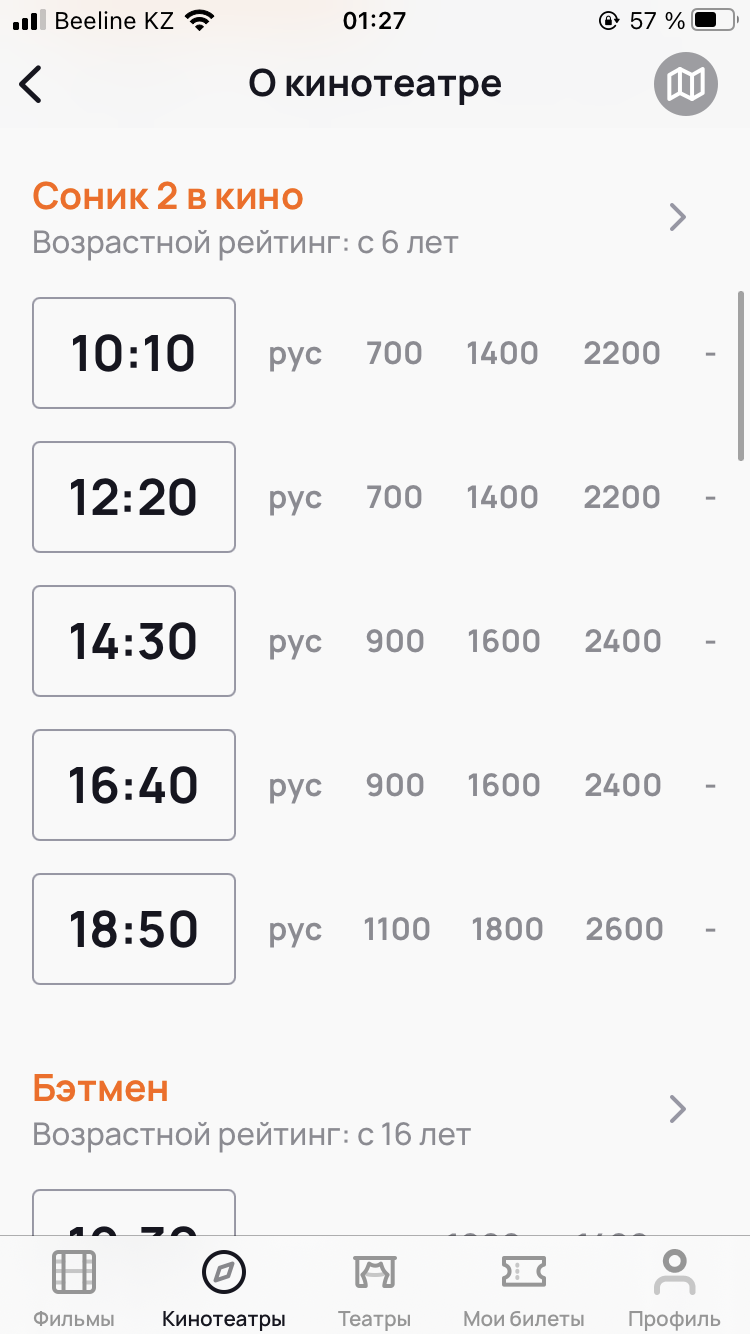 Beeline KZ 01:27 57 %
О кинотеатре
Соник 2 в кино
Возрастной рейтинг: с 6 лет
10:10 рус 700 1400 2200 -
12:20 рус 700 1400 2200 -
14:30 рус 900 1600 2400 -
16:40 рус 900 1600 2400 -
18:50 рус 1100 1800 2600 -
Бэтмен
Возрастной рейтинг: с 16 лет
Фильмы Кинотеатры Театры Мои билеты Профиль